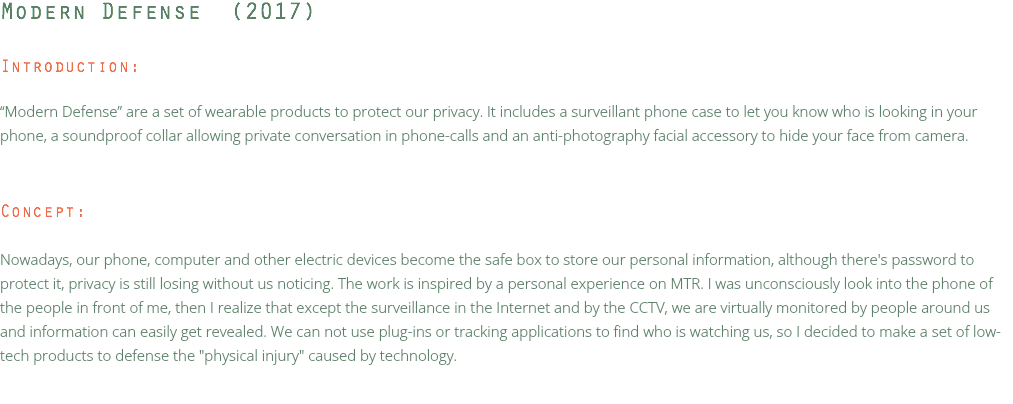 Modern Defense (2017)
Introduction:
“Modern Defense” are a set of wearable products to protect our privacy. It includes a surveillant phone case to let you know who is looking in your
phone, a soundproof collar allowing private conversation in phone-calls and an anti-photography facial accessory to hide your face from camera.
Concept:
Nowadays, our phone, computer and other electric devices become the safe box to store our personal information, although there's password to
protect it, privacy is still losing without us noticing. The work is inspired by a personal experience on MTR. I was unconsciously look into the phone of
the people in front of me, then I realize that except the surveillance in the Internet and by the CCTV, we are virtually monitored by people around us
and information can easily get revealed. We can not use plug-ins or tracking applications to find who is watching us, so I decided to make a set of low-
tech products to defense the "physical injury" caused by technology.